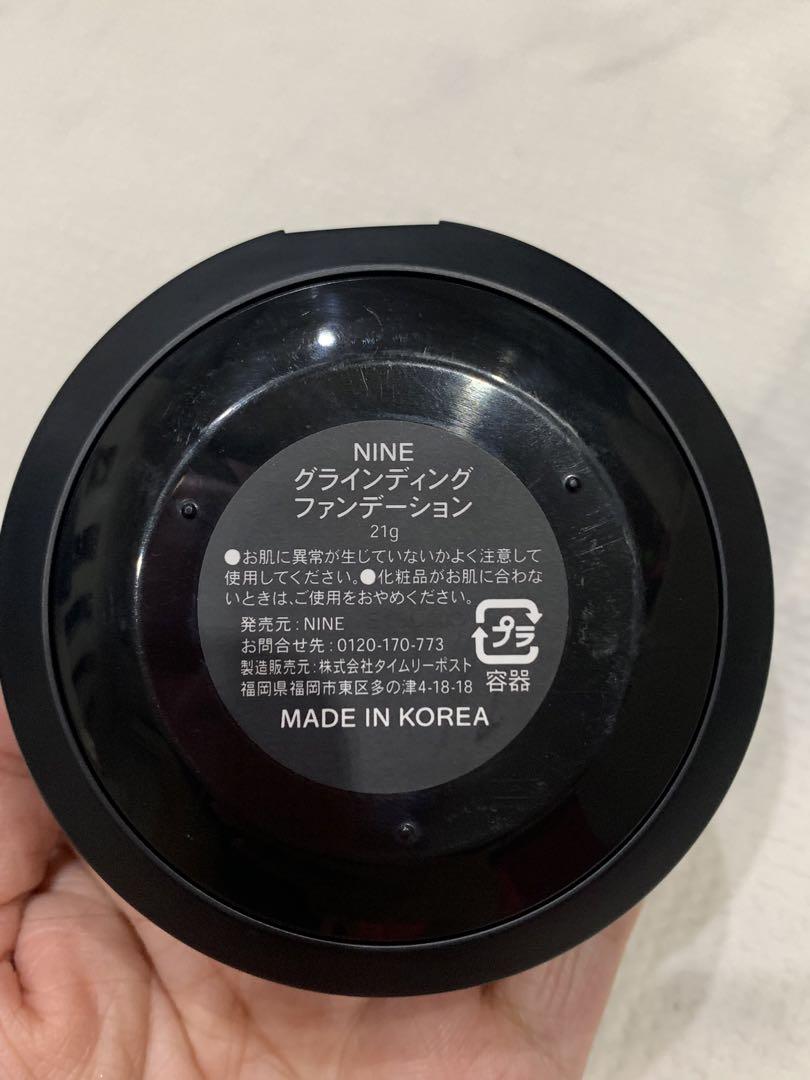 NINE
グラインディング
ファンデーション
21g
●お肌に異常が生じていないかよく注意して
使用してください。●化粧品がお肌に合わな
いときは、ご使用をおやめください。
発売元：NINE
お問合せ先：0120-170-773
製造販売元：株式会社タイムリーポスト
福岡県福岡市東区多の津4-18-18
プラ
容器
MADE IN KOREA